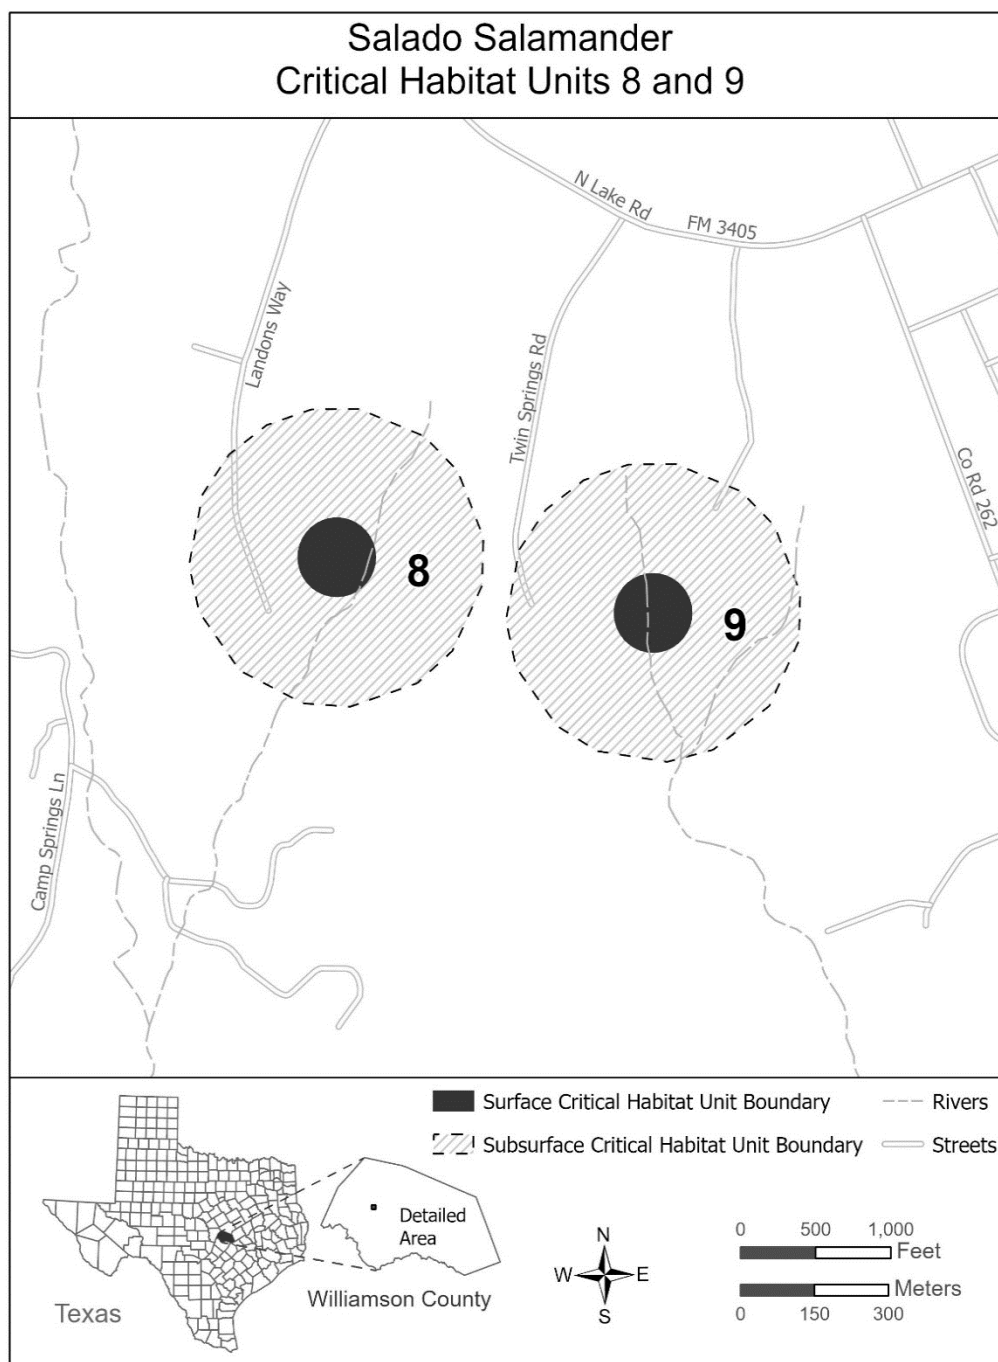 Salado Salamander
Critical Habitat Units 8 and 9
N Lake Rd
FM 3405
Landons Way
Twin Springs Rd
Co Rd 262
8
9
Camp Springs Ln
Surface Critical Habitat Unit Boundary
Rivers
Subsurface Critical Habitat Unit Boundary
Streets
Detailed
Area
Texas
Williamson County
N
W
E
S
0 500 1,000
Feet
Meters
0 150 300